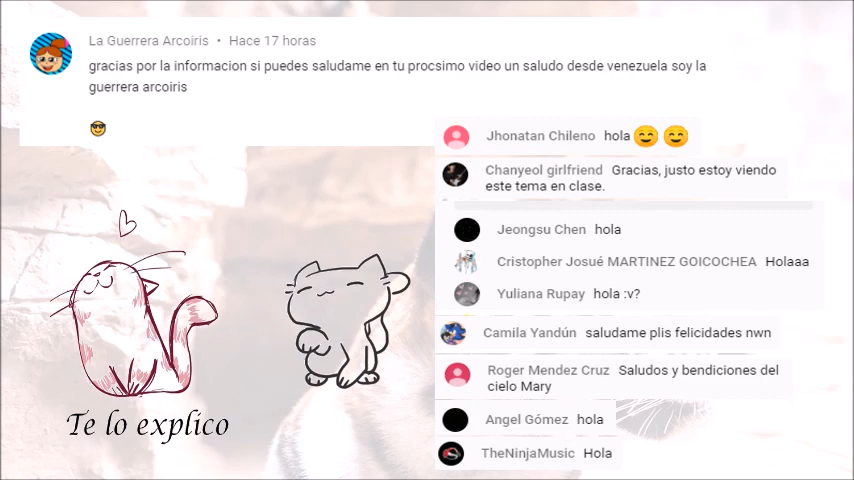 La Guerrera Arcoiris • Hace 17 horas
gracias por la informacion si puedes saludame en tu procsimo video un saludo desde venezuela soy la
guerrera arcoiris
Jhonatan Chileno hola
Chanyeol girlfriend Gracias, justo estoy viendo
este tema en clase.
Jeongsu Chen hola
Cristopher Josué MARTINEZ GOICOCHEA Holaaa
Yuliana Rupay hola :v?
Camila Yandún saludame plis felicidades nwn
Roger Mendez Cruz Saludos y bendiciones del
cielo Mary
Angel Gómez hola
TheNinjaMusic Hola
Te lo explico